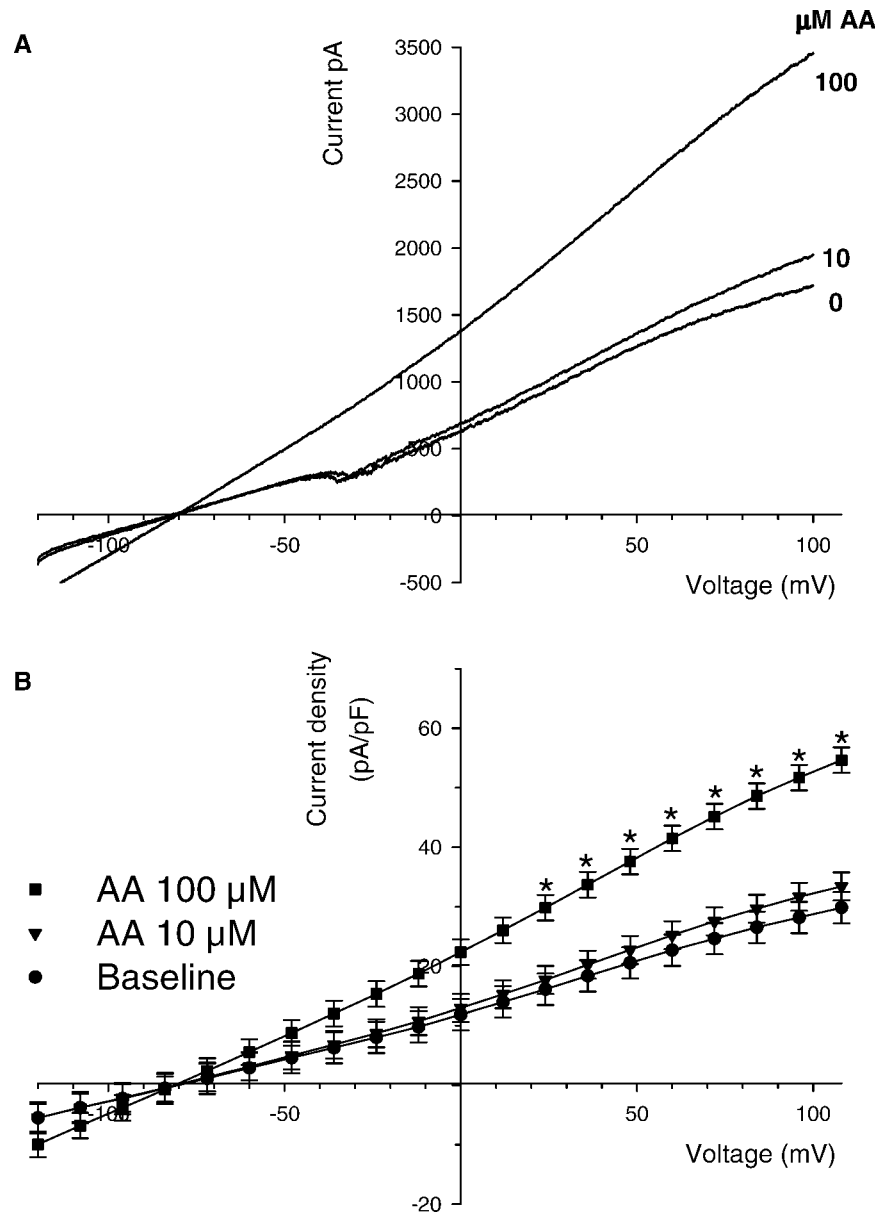 µM AA
A
Current pA
3500
3000
2500
2000
1500
1000
500
0
-500
100
10
0
-100
-50
50
100
Voltage (mV)
B
Current density
(pA/pF)
60
40
20
-20
* * * * * * * *
AA 100 µM
AA 10 µM
Baseline
-100
-50
50
100
Voltage (mV)